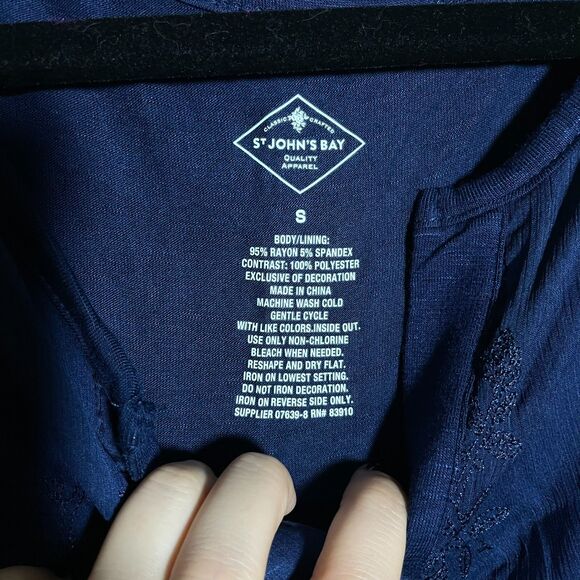 CLASSIC CRAFTED
ST JOHN'S BAY
QUALITY
APPAREL
S
BODY/LINING:
95% RAYON 5% SPANDEX
CONTRAST: 100% POLYESTER
EXCLUSIVE OF DECORATION
MADE IN CHINA
MACHINE WASH COLD
GENTLE CYCLE
WITH LIKE COLORS.INSIDE OUT.
USE ONLY NON-CHLORINE
BLEACH WHEN NEEDED.
RESHAPE AND DRY FLAT.
IRON ON LOWEST SETTING.
DO NOT IRON DECORATION.
IRON ON REVERSE SIDE ONLY.
SUPPLIER 07639-8 RN# 83910